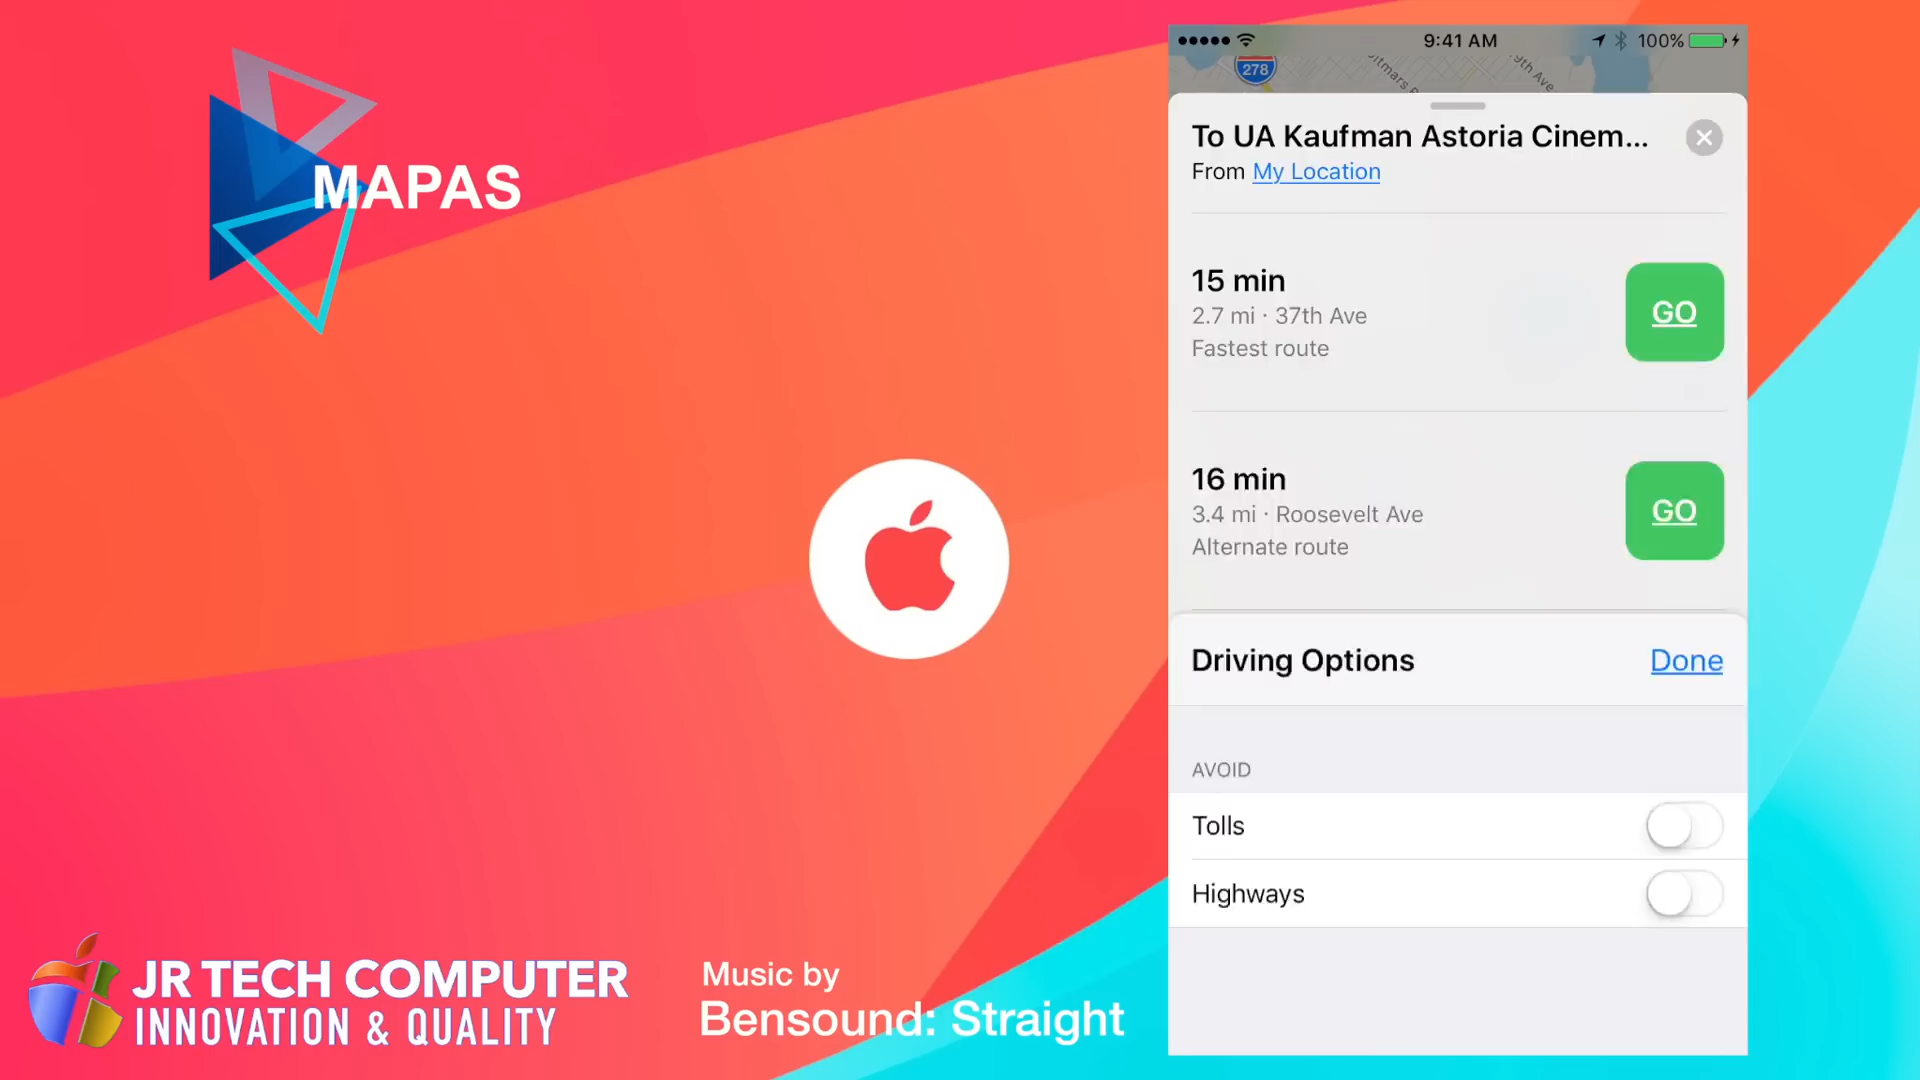 MAPAS
9:41 AM
100%
278
9th Ave
To UA Kaufman Astoria Cinem...
From My Location
15 min
2.7 mi · 37th Ave
Fastest route
GO
16 min
3.4 mi · Roosevelt Ave
Alternate route
GO
Driving Options
Done
AVOID
Tolls
Highways
JR TECH COMPUTER
INNOVATION & QUALITY
Music by
Bensound: Straight